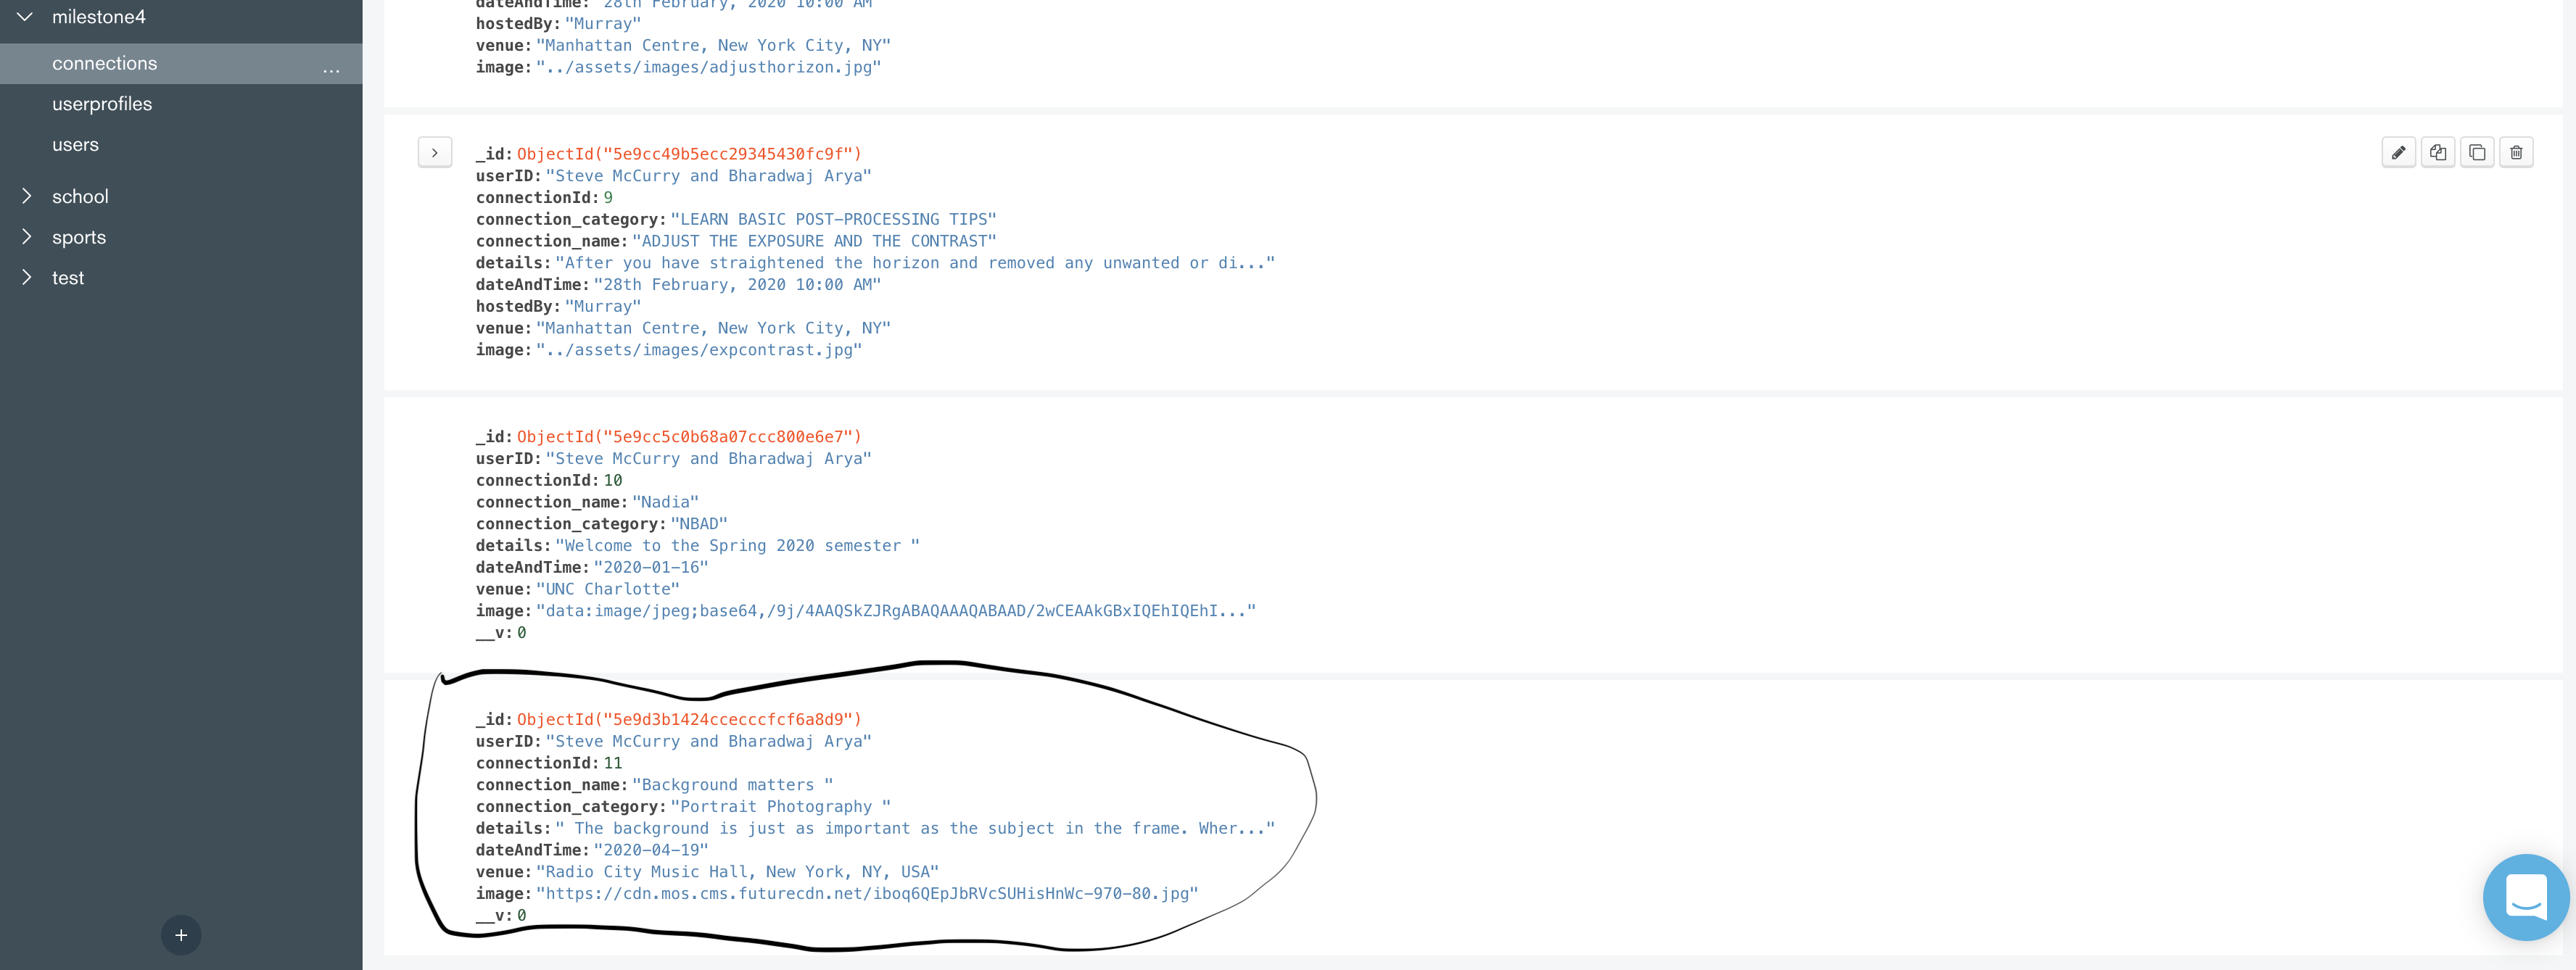 milestone4
connections ...
userprofiles
users
school
sports
test
+
dateAndTime: "28th February, 2020 10:00 AM"
hostedBy: "Murray"
venue: "Manhattan Centre, New York City, NY"
image: "../assets/images/adjusthorizon.jpg"
_id: ObjectId("5e9cc49b5ecc29345430fc9f")
userID: "Steve McCurry and Bharadwaj Arya"
connectionId: 9
connection_category: "LEARN BASIC POST-PROCESSING TIPS"
connection_name: "ADJUST THE EXPOSURE AND THE CONTRAST"
details: "After you have straightened the horizon and removed any unwanted or di..."
dateAndTime: "28th February, 2020 10:00 AM"
hostedBy: "Murray"
venue: "Manhattan Centre, New York City, NY"
image: "../assets/images/expcontrast.jpg"
_id: ObjectId("5e9cc5c0b68a07ccc800e6e7")
userID: "Steve McCurry and Bharadwaj Arya"
connectionId: 10
connection_name: "Nadia"
connection_category: "NBAD"
details: "Welcome to the Spring 2020 semester "
dateAndTime: "2020-01-16"
venue: "UNC Charlotte"
image: "data:image/jpeg;base64,/9j/4AAQSkZJRgABAQAAAQABAAD/2wCEAAkGBxIQEhIQEhI..."
__v: 0
_id: ObjectId("5e9d3b1424ccecccfcf6a8d9")
userID: "Steve McCurry and Bharadwaj Arya"
connectionId: 11
connection_name: "Background matters "
connection_category: "Portrait Photography "
details: " The background is just as important as the subject in the frame. Wher..."
dateAndTime: "2020-04-19"
venue: "Radio City Music Hall, New York, NY, USA"
image: "https://cdn.mos.cms.futurecdn.net/iboq6QEpJbRVcSUHisHnWc-970-80.jpg"
__v: 0